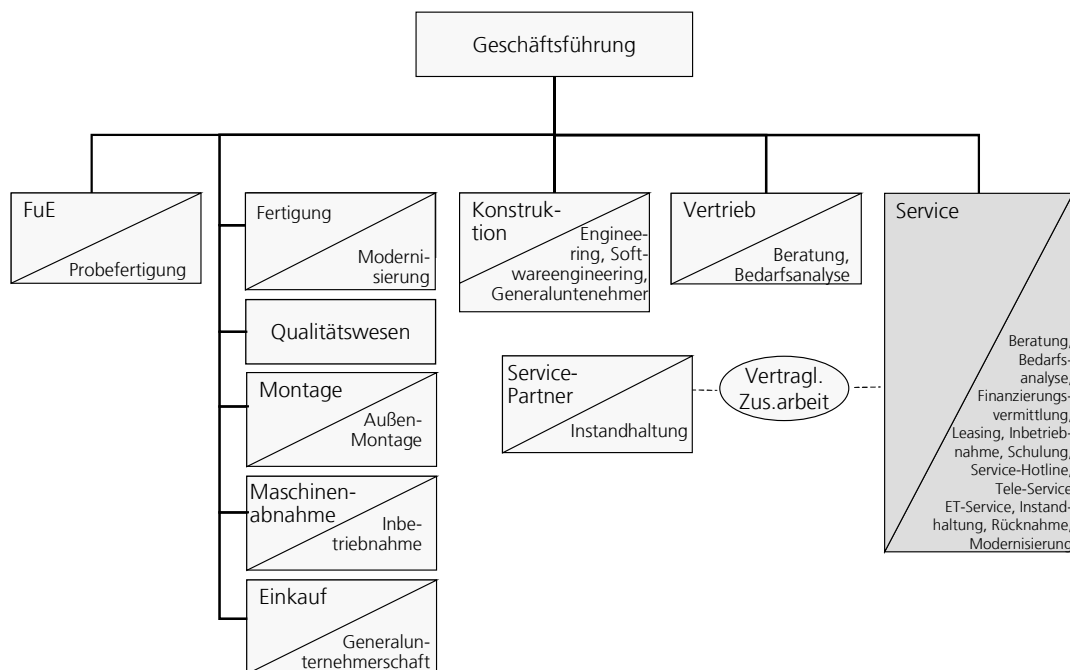 Geschäftsführung
FuE
Probefertigung
Fertigung
Moderni-
sierung
Qualitätswesen
Montage
Außen-
Montage
Maschinen-
abnahme
Inbe-
triebnahme
Einkauf
Generalun-
ternehmerschaft
Konstruk-
tion
Enginee-
ring, Soft-
wareengineering,
Generaluntenehmer
Vertrieb
Beratung,
Bedarfsanalyse
Service-
Partner
Instandhaltung
Vertragl.
Zus.arbeit
Service
Beratung,
Bedarfs-
analyse,
Finanzierungs-
vermittlung,
Leasing, Inbetrieb-
nahme, Schulung,
Service-Hotline,
Tele-Service
ET-Service, Instand-
haltung, Rücknahme,
Modernisierung